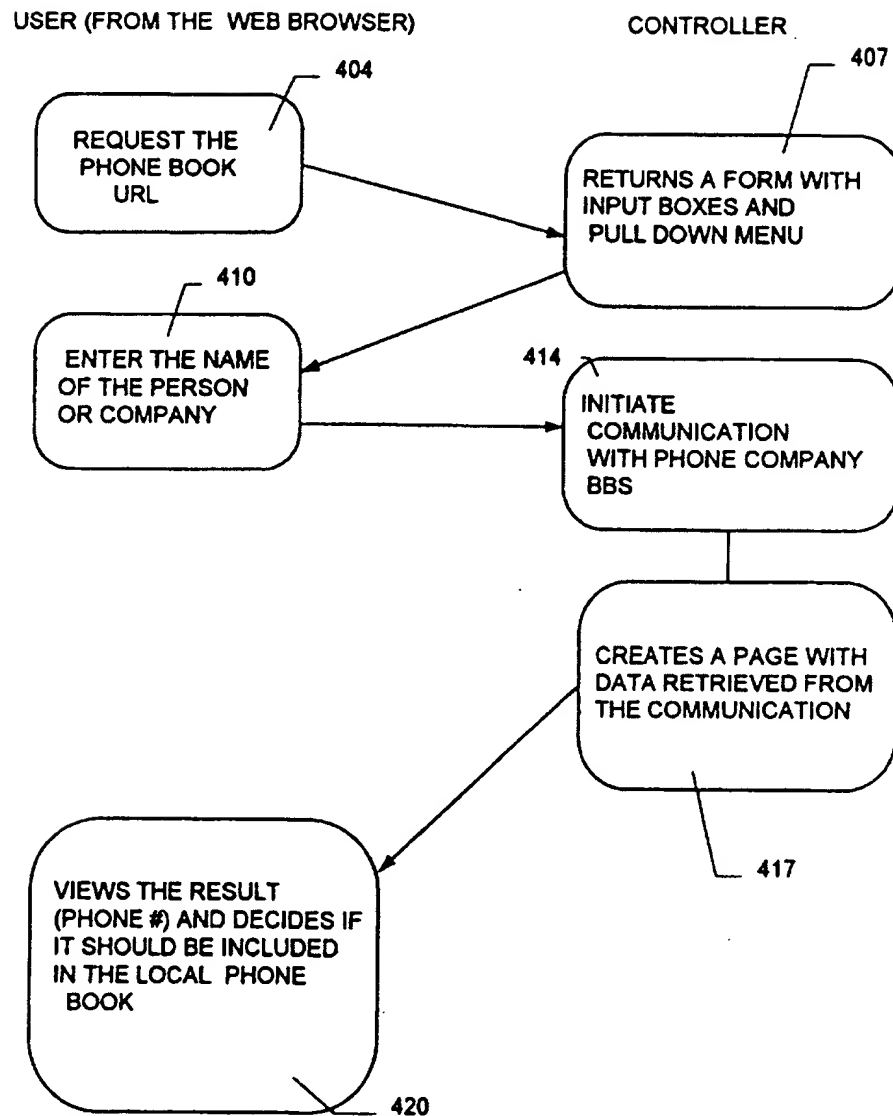 USER (FROM THE WEB BROWSER)
CONTROLLER
404
407
REQUEST THE
PHONE BOOK
URL
RETURNS A FORM WITH
INPUT BOXES AND
PULL DOWN MENU
410
ENTER THE NAME
OF THE PERSON
OR COMPANY
414
INITIATE
COMMUNICATION
WITH PHONE COMPANY
BBS
CREATES A PAGE WITH
DATA RETRIEVED FROM
THE COMMUNICATION
417
VIEWS THE RESULT
(PHONE #) AND DECIDES IF
IT SHOULD BE INCLUDED
IN THE LOCAL PHONE
BOOK
420